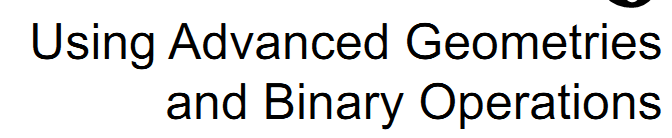 Using Advanced Geometries
and Binary Operations